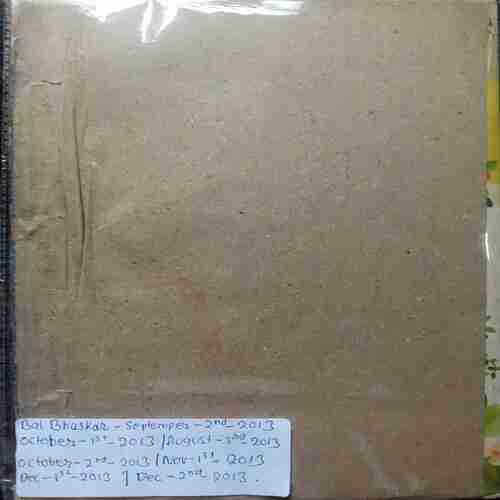 Bal Bhaskar - September - 2nd - 2013
October - 1st - 2013 / August - 3rd 2013
October - 2nd - 2013 / Nov - 1st - 2013
Dec - 1st - 2013 / Dec - 2nd 2013.